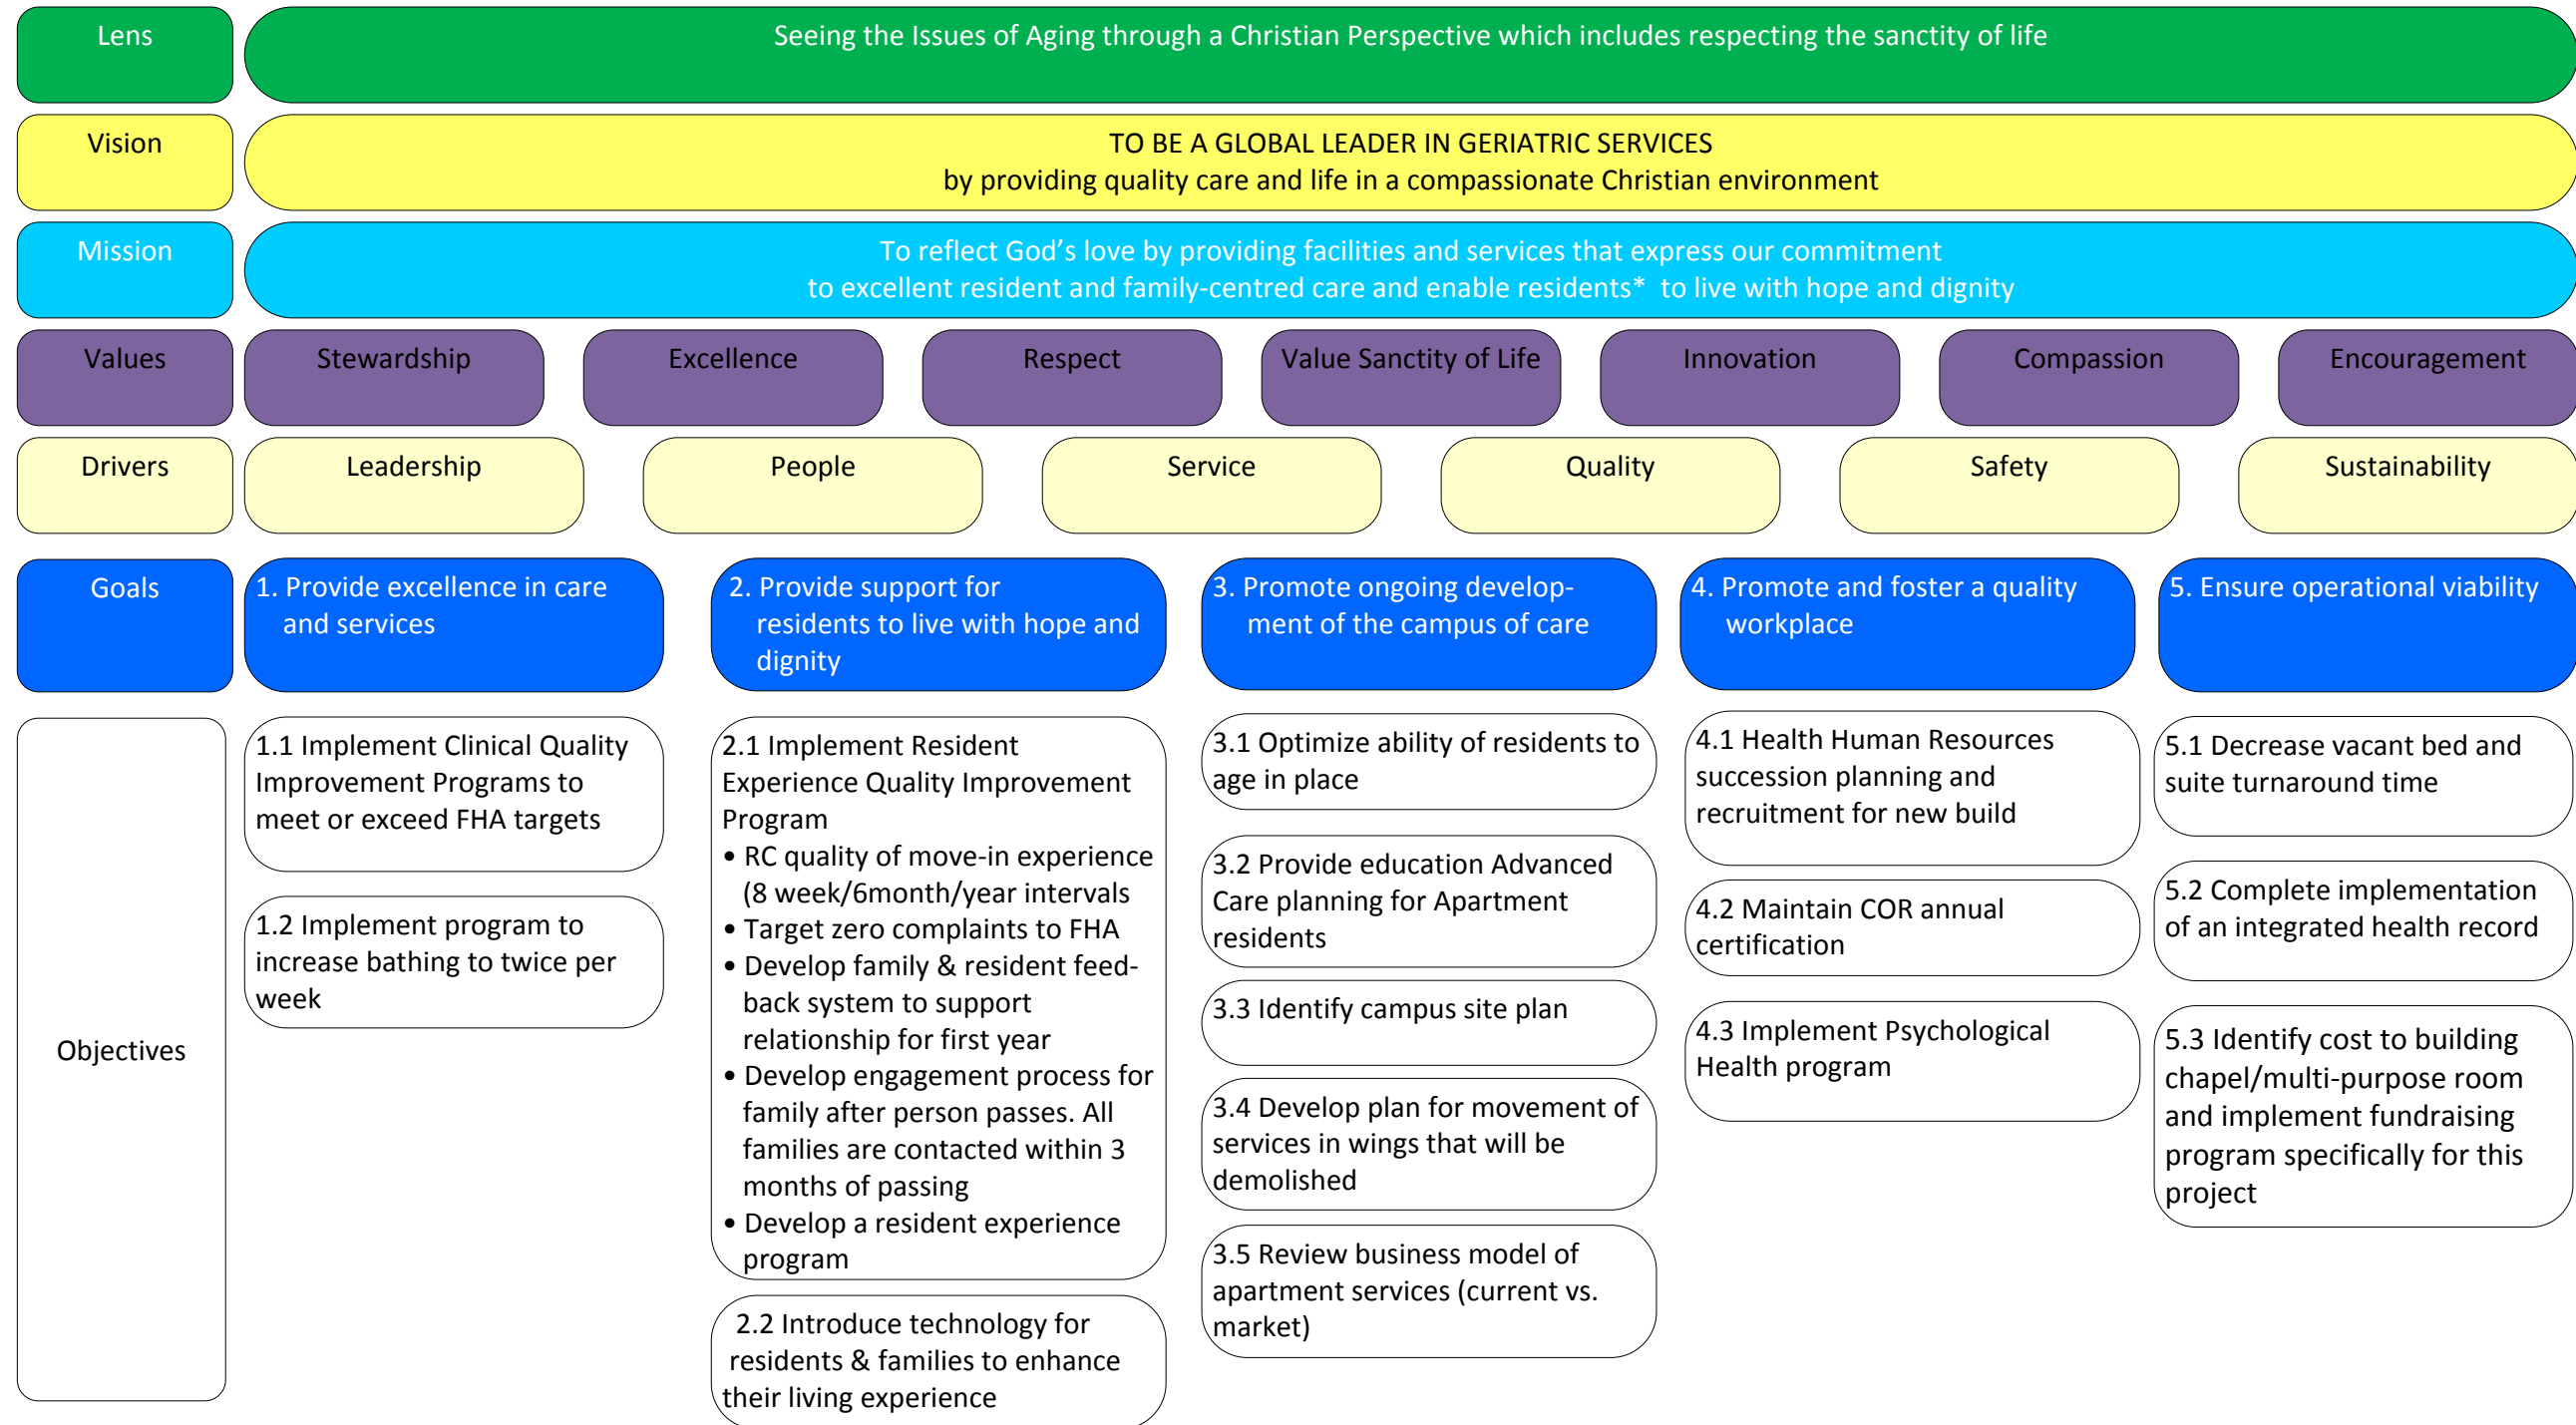 Lens
Seeing the Issues of Aging through a Christian Perspective which includes respecting the sanctity of life
Vision
TO BE A GLOBAL LEADER IN GERIATRIC SERVICES
by providing quality care and life in a compassionate Christian environment
Mission
To reflect God’s love by providing facilities and services that express our commitment
to excellent resident and family-centred care and enable residents* to live with hope and dignity
Values
Stewardship
Excellence
Respect
Value Sanctity of Life
Innovation
Compassion
Encouragement
Drivers
Leadership
People
Service
Quality
Safety
Sustainability
Goals
1. Provide excellence in care
and services
2. Provide support for
residents to live with hope and
dignity
3. Promote ongoing develop-
ment of the campus of care
4. Promote and foster a quality
workplace
5. Ensure operational viability
Objectives
1.1 Implement Clinical Quality
Improvement Programs to
meet or exceed FHA targets
1.2 Implement program to
increase bathing to twice per
week
2.1 Implement Resident
Experience Quality Improvement
Program
• RC quality of move-in experience
(8 week/6month/year intervals
• Target zero complaints to FHA
• Develop family & resident feed-
back system to support
relationship for first year
• Develop engagement process for
family after person passes. All
families are contacted within 3
months of passing
• Develop a resident experience
program
2.2 Introduce technology for
residents & families to enhance
their living experience
3.1 Optimize ability of residents to
age in place
3.2 Provide education Advanced
Care planning for Apartment
residents
3.3 Identify campus site plan
3.4 Develop plan for movement of
services in wings that will be
demolished
3.5 Review business model of
apartment services (current vs.
market)
4.1 Health Human Resources
succession planning and
recruitment for new build
4.2 Maintain COR annual
certification
4.3 Implement Psychological
Health program
5.1 Decrease vacant bed and
suite turnaround time
5.2 Complete implementation
of an integrated health record
5.3 Identify cost to building
chapel/multi-purpose room
and implement fundraising
program specifically for this
project